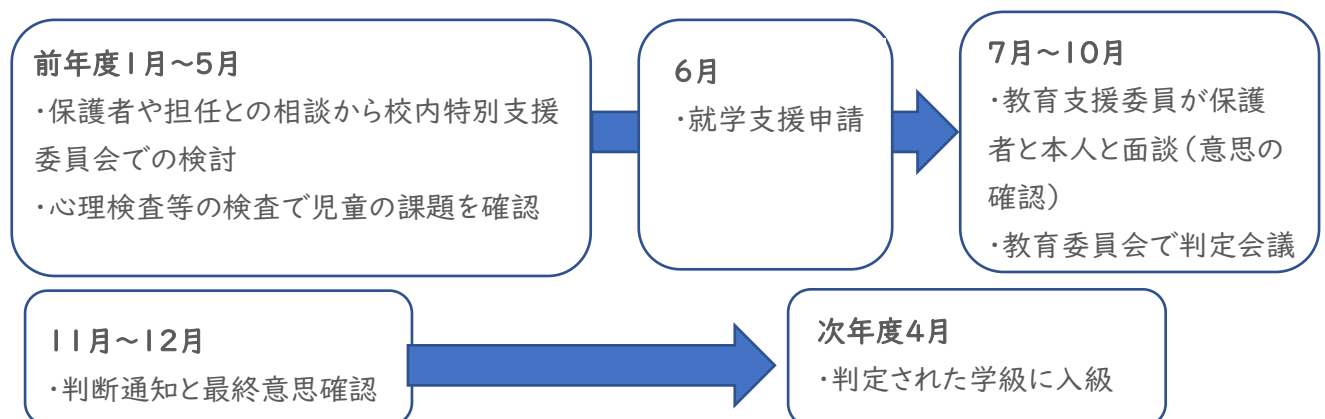 前年度1月~5月
・保護者や担任との相談から校内特別支援
委員会での検討
・心理検査等の検査で児童の課題を確認
6月
・就学支援申請
7月~10月
・教育支援委員が保護
者と本人と面談(意思の
確認)
・教育委員会で判定会議
11月~12月
・判断通知と最終意思確認
次年度4月
・判定された学級に入級